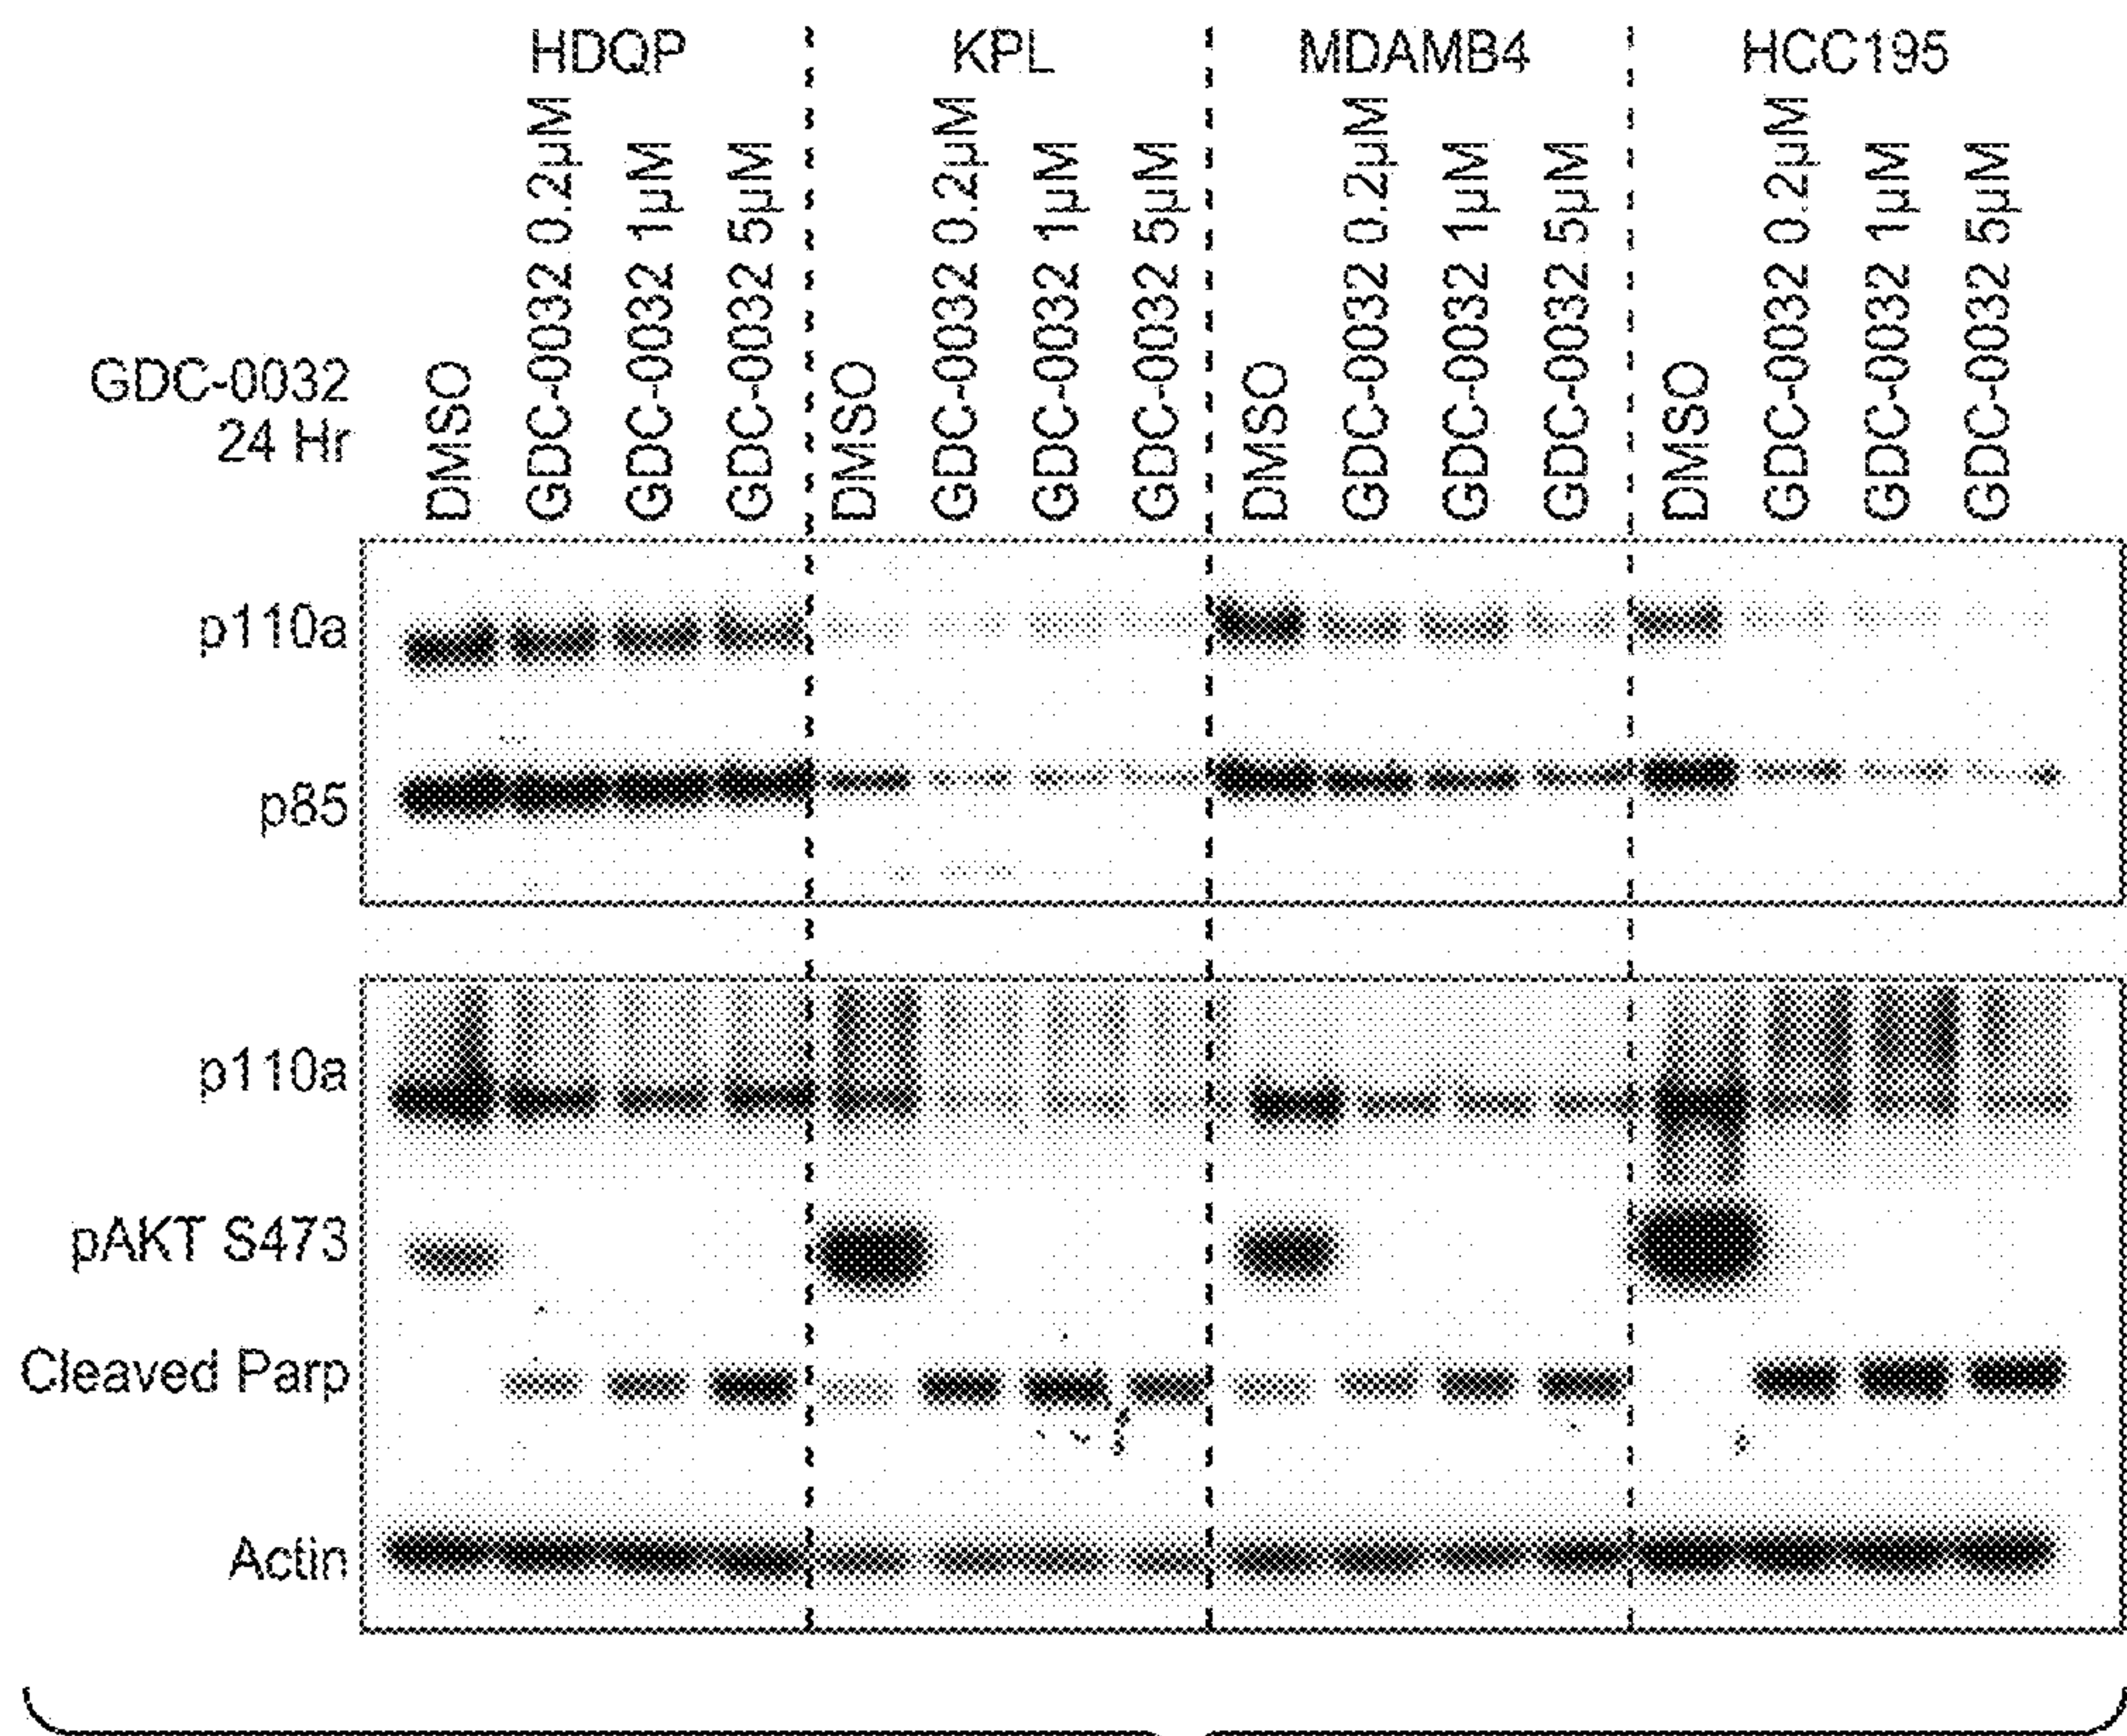 HDQP KPL MDAMB4 HCC195
GDC-0032
24 Hr
DMSO
GDC-0032 0.2µM
GDC-0032 1µM
GDC-0032 5µM
DMSO
GDC-0032 0.2µM
GDC-0032 1µM
GDC-0032 5µM
DMSO
GDC-0032 0.2µM
GDC-0032 1µM
GDC-0032 5µM
DMSO
GDC-0032 0.2µM
GDC-0032 1µM
GDC-0032 5µM
p110a
p85
p110a
pAKT S473
Cleaved Parp
Actin